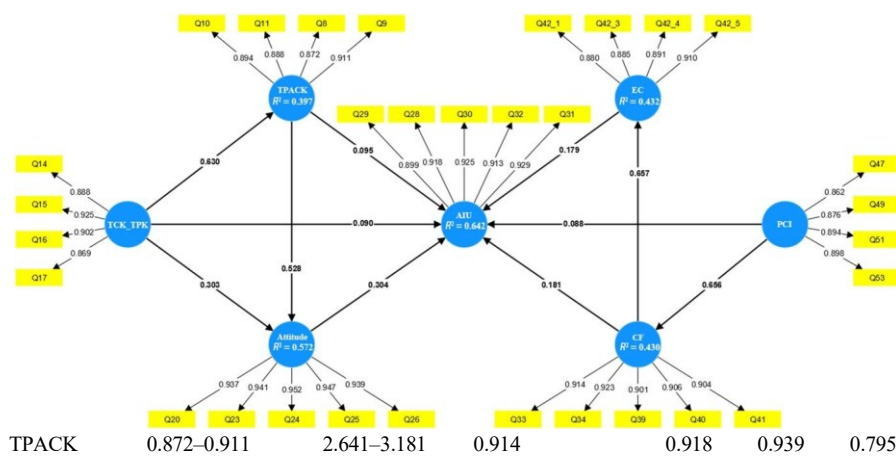 Q10 Q11 Q8 Q9
0.894 0.888 0.872 0.911
Q42_1 Q42_3 Q42_4 Q42_5
0.880 0.885 0.891 0.910
TPACK
R² = 0.397
EC
R² = 0.432
Q29 Q28 Q30 Q32 Q31
0.899 0.918 0.925 0.913 0.929
0.630
0.095
0.179
0.657
Q14
Q15
Q16
Q17
0.888
0.925
0.902
0.869
TCK_TPK
0.090
AIU
R² = 0.642
0.088
PCI
Q47
Q49
Q51
Q53
0.862
0.876
0.894
0.898
0.303
0.528
0.304
0.181
0.656
Attitude
R² = 0.572
CF
R² = 0.430
0.937 0.941 0.952 0.947 0.939
Q20 Q23 Q24 Q25 Q26
0.914 0.923 0.901 0.906 0.904
Q33 Q34 Q39 Q40 Q41
TPACK 0.872–0.911 2.641–3.181 0.914 0.918 0.939 0.795